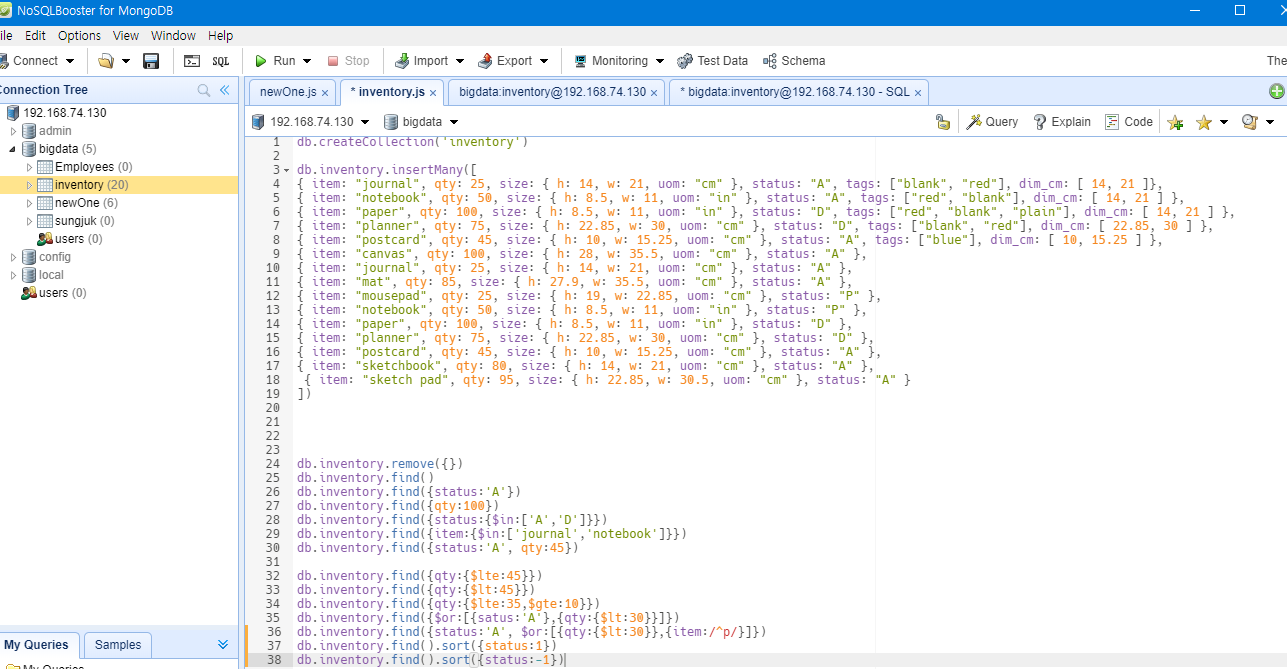 NoSQLBooster for MongoDB
ile Edit Options View Window Help
Connect SQL Run Stop Import Export Monitoring Test Data Schema The
Connection Tree
192.168.74.130
admin
bigdata (5)
Employees (0)
inventory (20)
newOne (6)
sungjuk (0)
users (0)
config
local
users (0)
My Queries Samples
My Queries
newOne.js × * inventory.js × bigdata:inventory@192.168.74.130 × * bigdata:inventory@192.168.74.130 - SQL ×
192.168.74.130 bigdata Query Explain Code
1 db.createCollection('inventory')
2
3 db.inventory.insertMany([
4 { item: "journal", qty: 25, size: { h: 14, w: 21, uom: "cm" }, status: "A", tags: ["blank", "red"], dim_cm: [ 14, 21 ]},
5 { item: "notebook", qty: 50, size: { h: 8.5, w: 11, uom: "in" }, status: "A", tags: ["red", "blank"], dim_cm: [ 14, 21 ] },
6 { item: "paper", qty: 100, size: { h: 8.5, w: 11, uom: "in" }, status: "D", tags: ["red", "blank", "plain"], dim_cm: [ 14, 21 ] },
7 { item: "planner", qty: 75, size: { h: 22.85, w: 30, uom: "cm" }, status: "D", tags: ["blank", "red"], dim_cm: [ 22.85, 30 ] },
8 { item: "postcard", qty: 45, size: { h: 10, w: 15.25, uom: "cm" }, status: "A", tags: ["blue"], dim_cm: [ 10, 15.25 ] },
9 { item: "canvas", qty: 100, size: { h: 28, w: 35.5, uom: "cm" }, status: "A" },
10 { item: "journal", qty: 25, size: { h: 14, w: 21, uom: "cm" }, status: "A" },
11 { item: "mat", qty: 85, size: { h: 27.9, w: 35.5, uom: "cm" }, status: "A" },
12 { item: "mousepad", qty: 25, size: { h: 19, w: 22.85, uom: "cm" }, status: "P" },
13 { item: "notebook", qty: 50, size: { h: 8.5, w: 11, uom: "in" }, status: "P" },
14 { item: "paper", qty: 100, size: { h: 8.5, w: 11, uom: "in" }, status: "D" },
15 { item: "planner", qty: 75, size: { h: 22.85, w: 30, uom: "cm" }, status: "D" },
16 { item: "postcard", qty: 45, size: { h: 10, w: 15.25, uom: "cm" }, status: "A" },
17 { item: "sketchbook", qty: 80, size: { h: 14, w: 21, uom: "cm" }, status: "A" },
18 { item: "sketch pad", qty: 95, size: { h: 22.85, w: 30.5, uom: "cm" }, status: "A" }
19 ])
20
21
22
23
24 db.inventory.remove({})
25 db.inventory.find()
26 db.inventory.find({status:'A'})
27 db.inventory.find({qty:100})
28 db.inventory.find({status:{$in:['A','D']}})
29 db.inventory.find({item:{$in:['journal','notebook']}})
30 db.inventory.find({status:'A', qty:45})
31
32 db.inventory.find({qty:{$lte:45}})
33 db.inventory.find({qty:{$lt:45}})
34 db.inventory.find({qty:{$lte:35,$gte:10}})
35 db.inventory.find({$or:[{satus:'A'},{qty:{$lt:30}}]})
36 db.inventory.find({status:'A', $or:[{qty:{$lt:30}},{item:/^p/}]})
37 db.inventory.find().sort({status:1})
38 db.inventory.find().sort({status:-1})